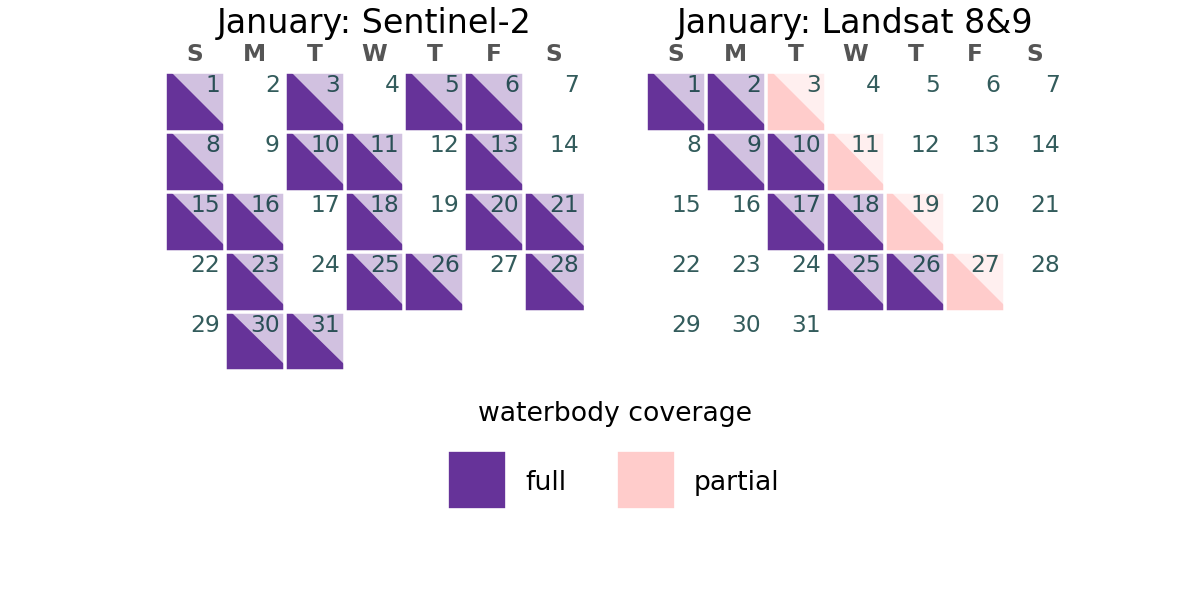 January: Sentinel-2
S M T W T F S
1 2 3 4 5 6 7
8 9 10 11 12 13 14
15 16 17 18 19 20 21
22 23 24 25 26 27 28
29 30 31
January: Landsat 8&9
S M T W T F S
1 2 3 4 5 6 7
8 9 10 11 12 13 14
15 16 17 18 19 20 21
22 23 24 25 26 27 28
29 30 31
waterbody coverage
full partial